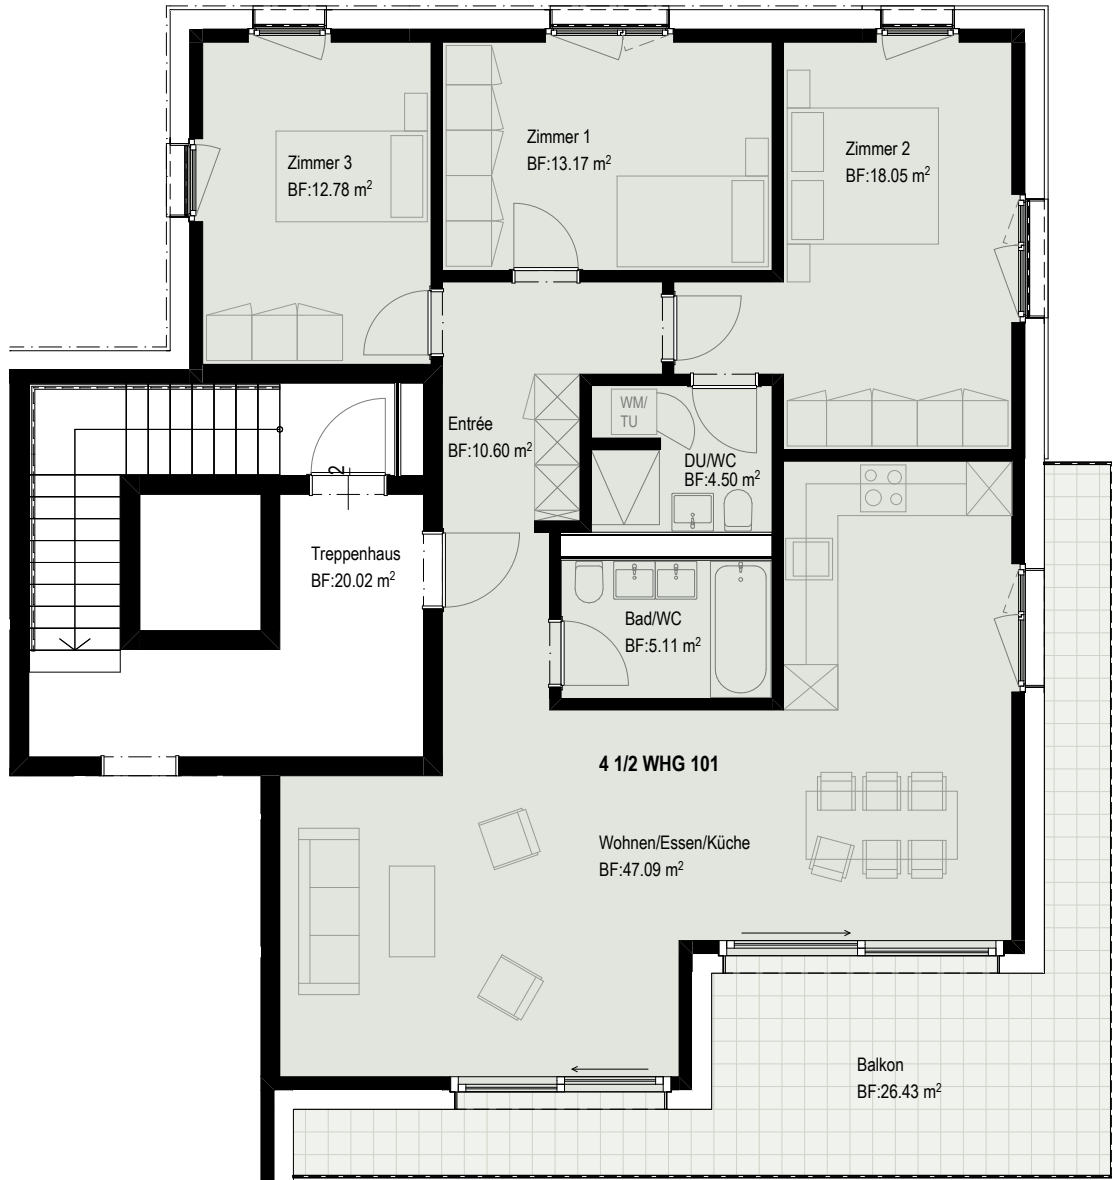 Zimmer 1
BF:13.17 m²
Zimmer 2
BF:18.05 m²
Zimmer 3
BF:12.78 m²
WM/
TU
Entrée
BF:10.60 m²
DU/WC
BF:4.50 m²
2
Treppenhaus
BF:20.02 m²
Bad/WC
BF:5.11 m²
4 1/2 WHG 101
Wohnen/Essen/Küche
BF:47.09 m²
Balkon
BF:26.43 m²